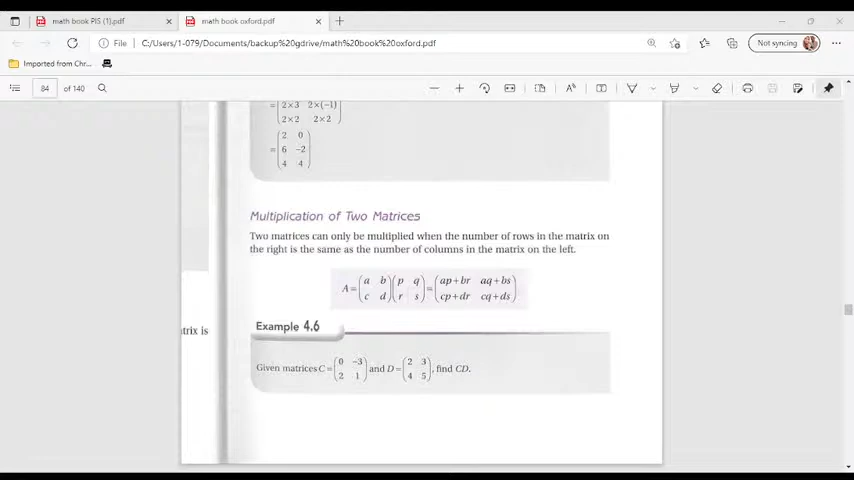 math book PIS (1).pdf
math book oxford.pdf
File
C:/Users/1-079/Documents/backup%20gdrive/math%20book%20oxford.pdf
Not syncing
Imported from Chr...
84 of 140
= ( 2×3 2×(−1)
2×2 2×2 )
= ( 2 0
6 −2
4 4 )
Multiplication of Two Matrices
Two matrices can only be multiplied when the number of rows in the matrix on
the right is the same as the number of columns in the matrix on the left.
A = ( a b ; c d ) ( p q ; r s ) = ( ap+br aq+bs ; cp+dr cq+ds )
Example 4.6
trix is
Given matrices C = ( 0 −3 ; 2 1 ) and D = ( 2 3 ; 4 5 ), find CD.